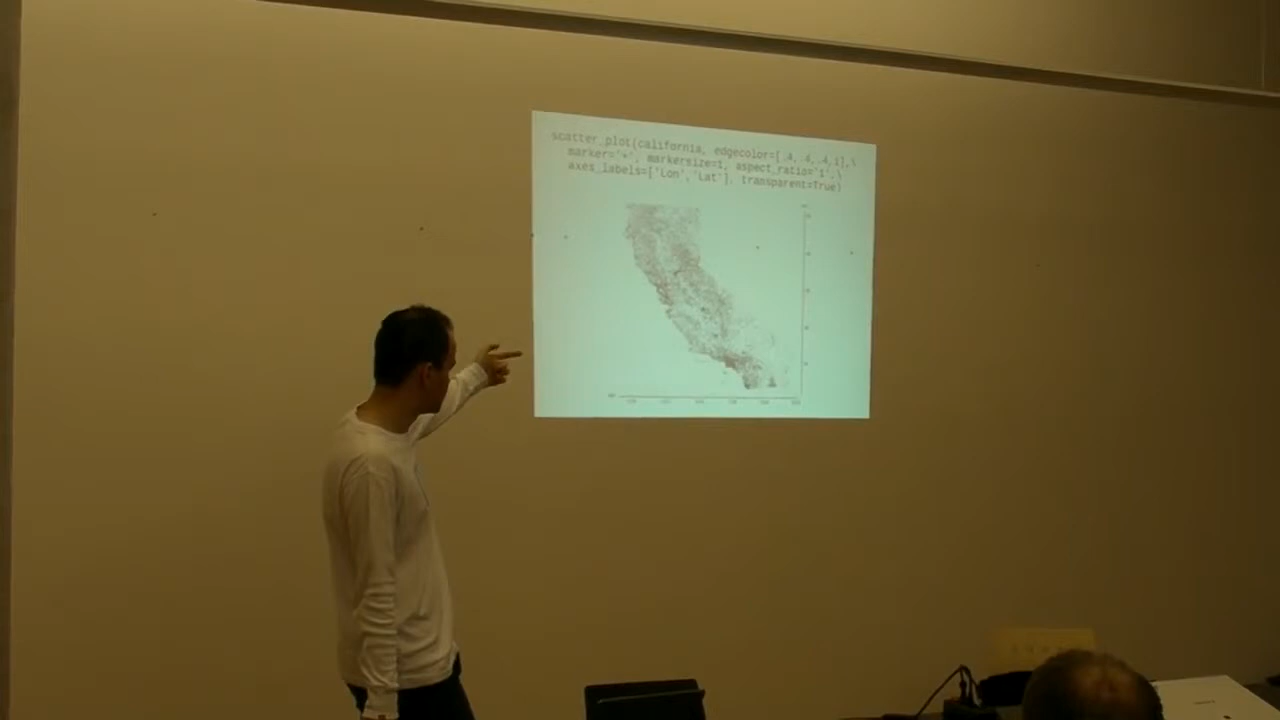 scatter_plot(california, edgecolor=[.4, .4, .4, 1],\
marker='+', markersize=1, aspect_ratio='1',\
axes_labels=['Lon','Lat'], transparent=True)